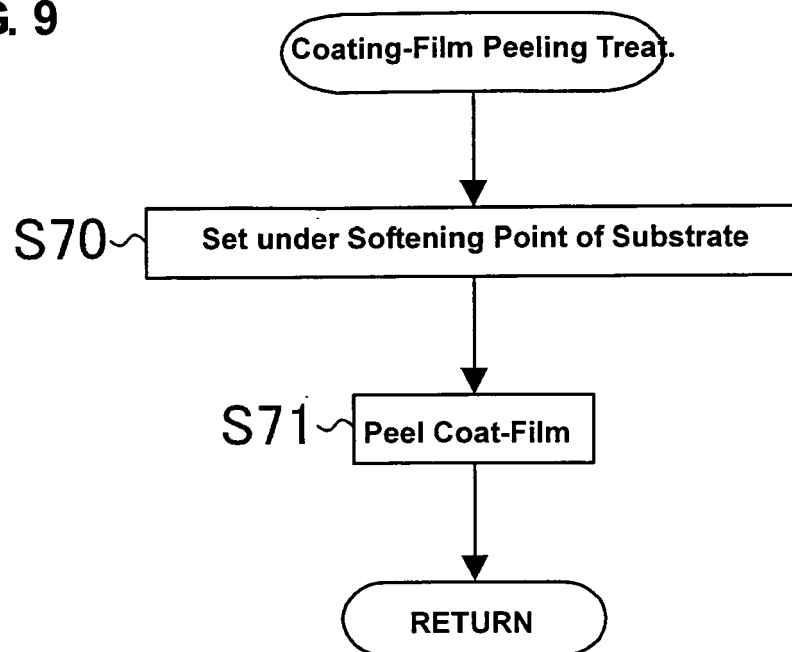 G. 9
Coating-Film Peeling Treat.
S70
Set under Softening Point of Substrate
S71
Peel Coat-Film
RETURN